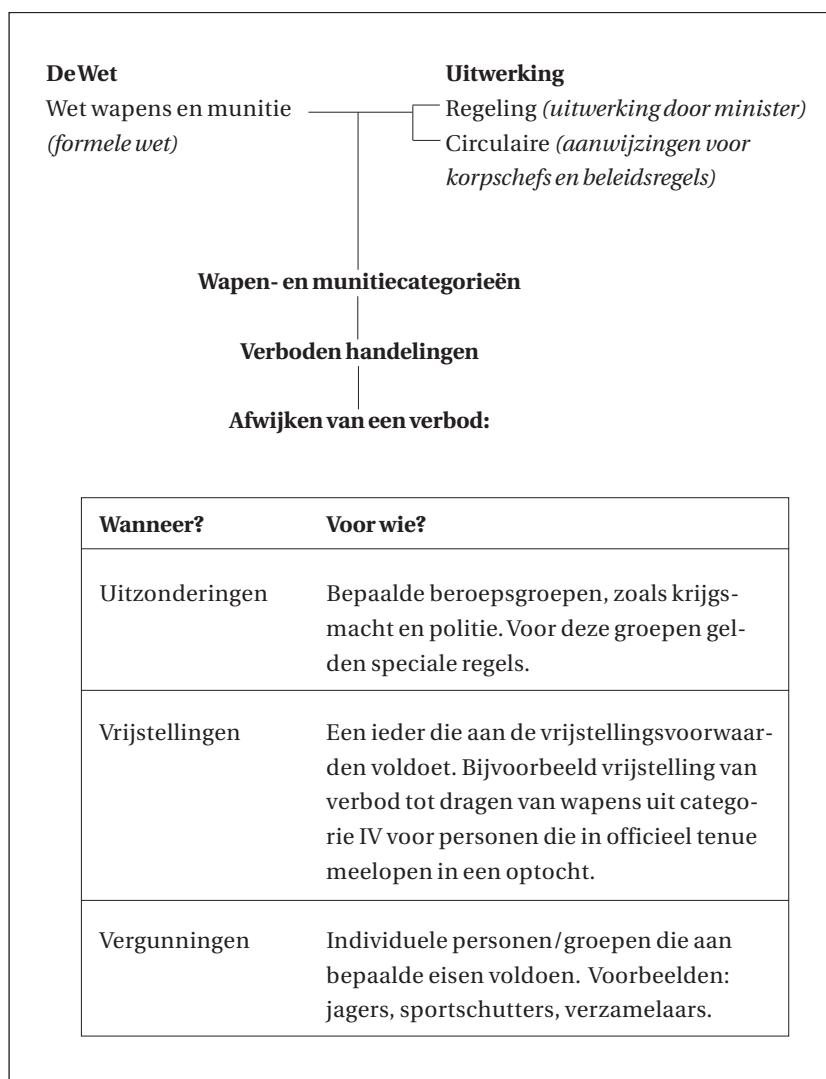 De Wet
Wet wapens en munitie
(formele wet)
Uitwerking
Regeling (uitwerking door minister)
Circulaire (aanwijzingen voor
korpschefs en beleidsregels)
Wapen- en munitiecategorieën
Verboden handelingen
Afwijken van een verbod:
Wanneer? Voor wie?
Uitzonderingen Bepaalde beroepsgroepen, zoals krijgs-
macht en politie. Voor deze groepen gel-
den speciale regels.
Vrijstellingen Een ieder die aan de vrijstellingsvoorwaar-
den voldoet. Bijvoorbeeld vrijstelling van
verbod tot dragen van wapens uit catego-
rie IV voor personen die in officieel tenue
meelopen in een optocht.
Vergunningen Individuele personen/groepen die aan
bepaalde eisen voldoen. Voorbeelden:
jagers, sportschutters, verzamelaars.